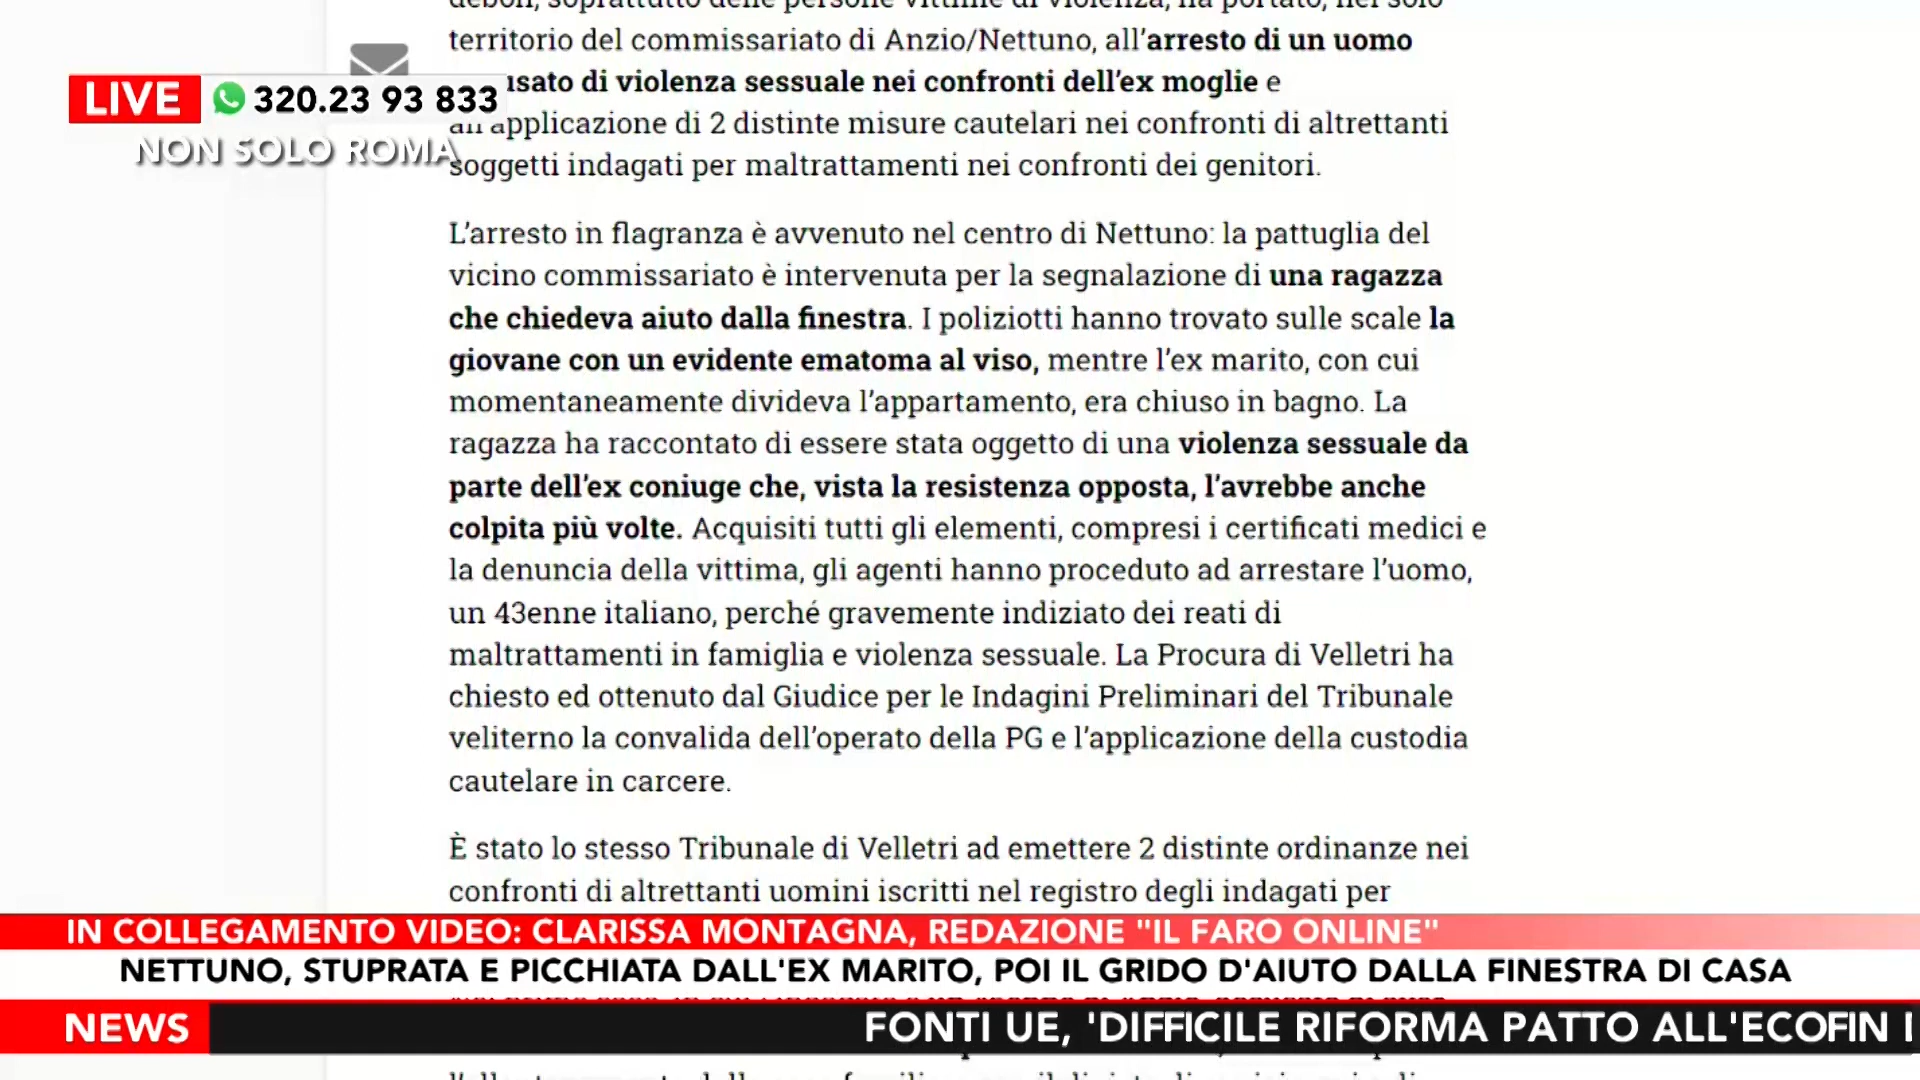 territorio del commissariato di Anzio/Nettuno, all'arresto di un uomo
usato di violenza sessuale nei confronti dell'ex moglie e
LIVE 320.23 93 833
all'applicazione di 2 distinte misure cautelari nei confronti di altrettanti
NON SOLO ROMA
soggetti indagati per maltrattamenti nei confronti dei genitori.
L'arresto in flagranza è avvenuto nel centro di Nettuno: la pattuglia del
vicino commissariato è intervenuta per la segnalazione di una ragazza
che chiedeva aiuto dalla finestra. I poliziotti hanno trovato sulle scale la
giovane con un evidente ematoma al viso, mentre l'ex marito, con cui
momentaneamente divideva l'appartamento, era chiuso in bagno. La
ragazza ha raccontato di essere stata oggetto di una violenza sessuale da
parte dell'ex coniuge che, vista la resistenza opposta, l'avrebbe anche
colpita più volte. Acquisiti tutti gli elementi, compresi i certificati medici e
la denuncia della vittima, gli agenti hanno proceduto ad arrestare l'uomo,
un 43enne italiano, perché gravemente indiziato dei reati di
maltrattamenti in famiglia e violenza sessuale. La Procura di Velletri ha
chiesto ed ottenuto dal Giudice per le Indagini Preliminari del Tribunale
veliterno la convalida dell'operato della PG e l'applicazione della custodia
cautelare in carcere.
È stato lo stesso Tribunale di Velletri ad emettere 2 distinte ordinanze nei
confronti di altrettanti uomini iscritti nel registro degli indagati per
IN COLLEGAMENTO VIDEO: CLARISSA MONTAGNA, REDAZIONE "IL FARO ONLINE"
NETTUNO, STUPRATA E PICCHIATA DALL'EX MARITO, POI IL GRIDO D'AIUTO DALLA FINESTRA DI CASA
NEWS FONTI UE, 'DIFFICILE RIFORMA PATTO ALL'ECOFIN